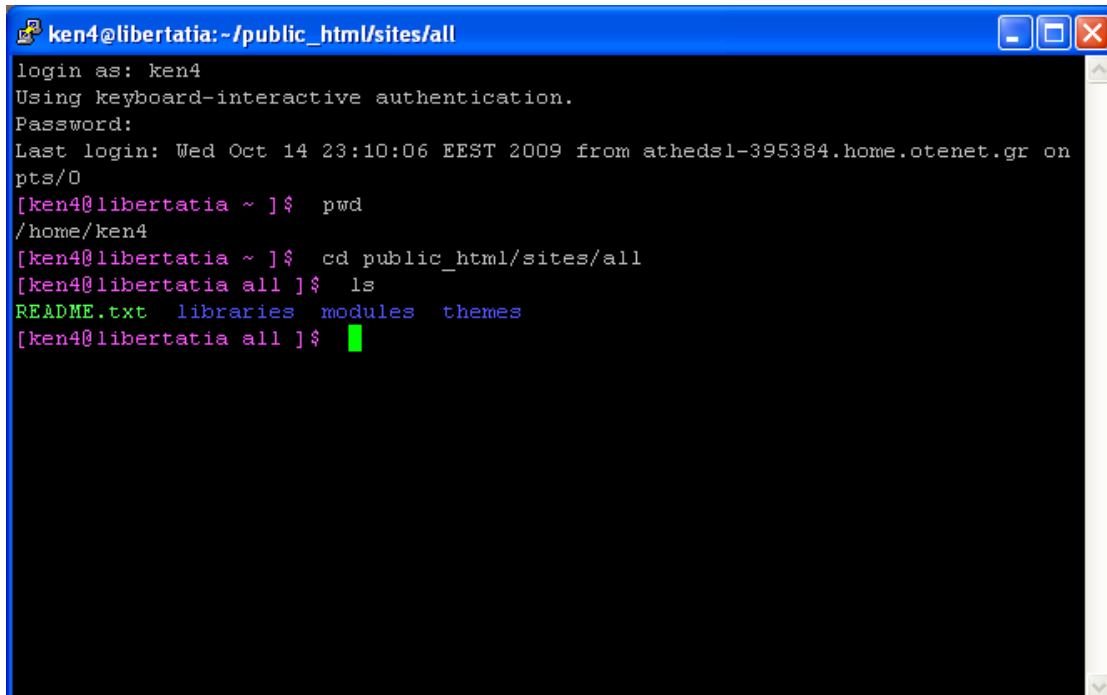 ken4@libertatia:~/public_html/sites/all
login as: ken4
Using keyboard-interactive authentication.
Password:
Last login: Wed Oct 14 23:10:06 EEST 2009 from athedsl-395384.home.otenet.gr on
pts/0
[ken4@libertatia ~ ]$  pwd
/home/ken4
[ken4@libertatia ~ ]$  cd public_html/sites/all
[ken4@libertatia all ]$  ls
README.txt  libraries  modules  themes
[ken4@libertatia all ]$